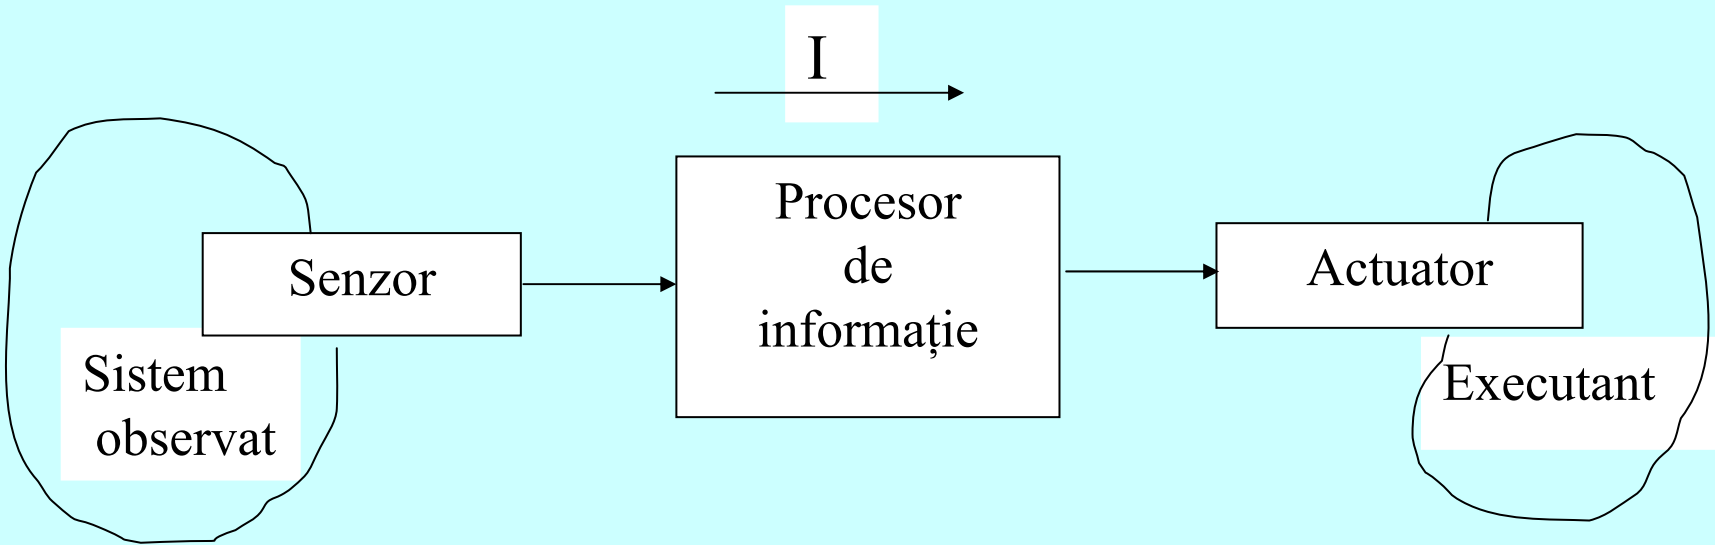 I
Procesor
de
informație
Senzor
Actuator
Sistem
observat
Executant